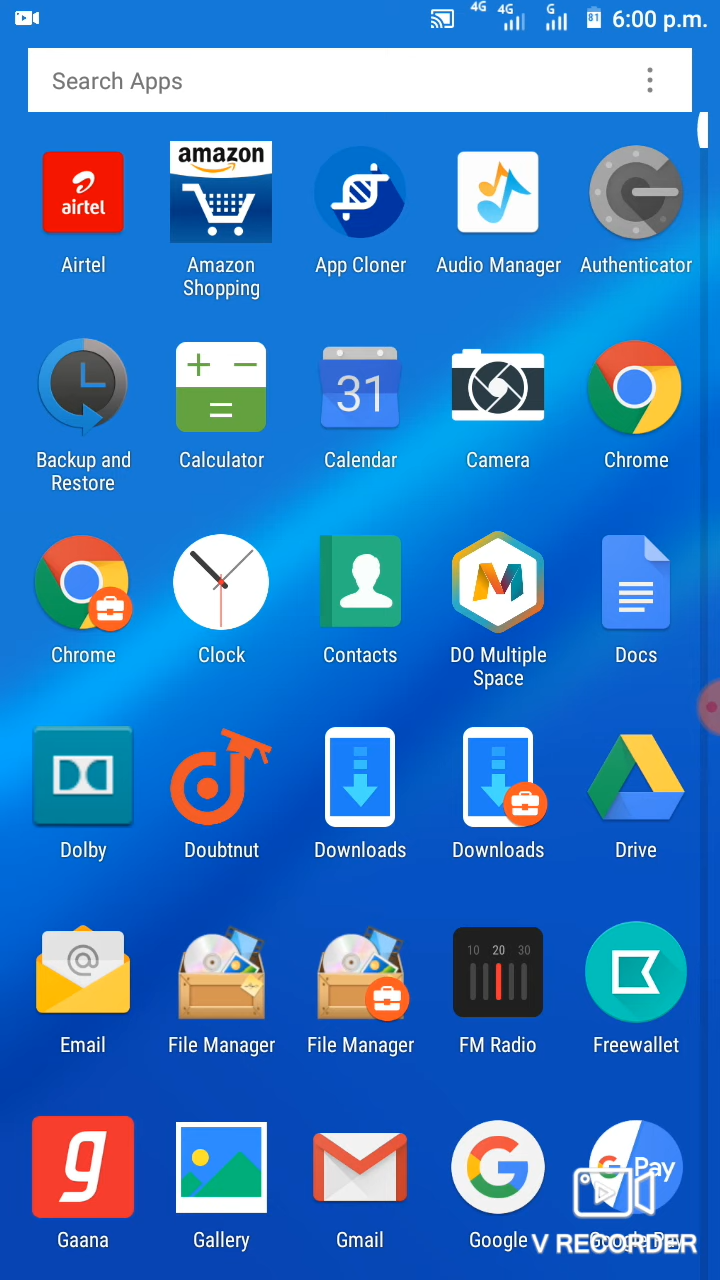 4G 4G G 81 6:00 p.m.
Search Apps
airtel
amazon
Airtel
Amazon
Shopping
App Cloner
Audio Manager
Authenticator
31
Backup and
Restore
Calculator
Calendar
Camera
Chrome
Chrome
Clock
Contacts
M
DO Multiple
Space
Docs
Dolby
Doubtnut
Downloads
Downloads
Drive
@
10 20 30
Email
File Manager
File Manager
FM Radio
Freewallet
g
G
G Pay
Gaana
Gallery
Gmail
Google
Google Pay
V RECORDER